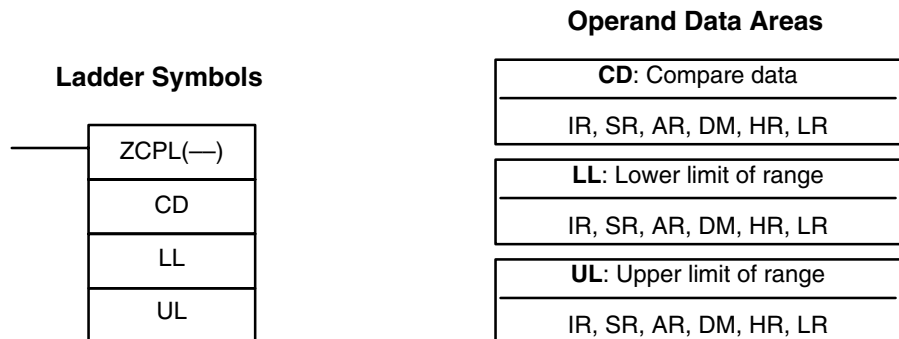 Ladder Symbols
ZCPL(––)
CD
LL
UL
Operand Data Areas
CD: Compare data
IR, SR, AR, DM, HR, LR
LL: Lower limit of range
IR, SR, AR, DM, HR, LR
UL: Upper limit of range
IR, SR, AR, DM, HR, LR